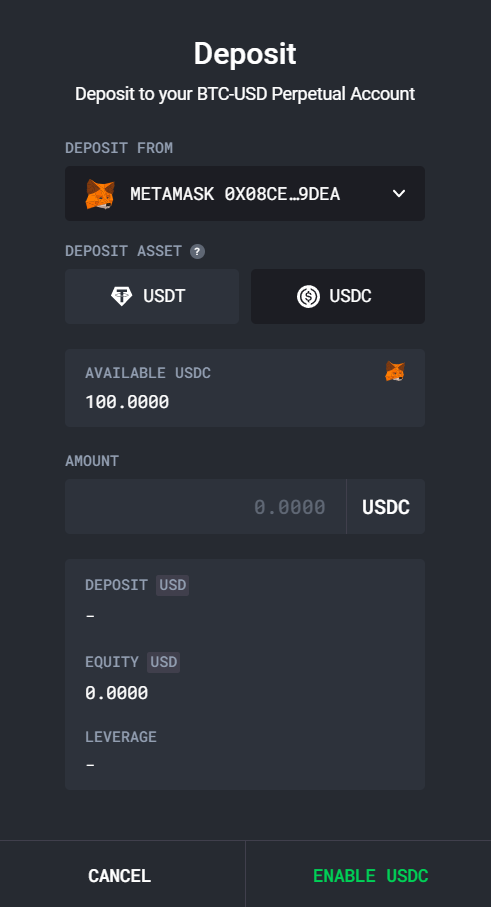 Deposit
Deposit to your BTC-USD Perpetual Account
DEPOSIT FROM
METAMASK 0X08CE…9DEA
DEPOSIT ASSET ?
USDT USDC
AVAILABLE USDC
100.0000
AMOUNT
0.0000 USDC
DEPOSIT USD
–
EQUITY USD
0.0000
LEVERAGE
–
CANCEL ENABLE USDC